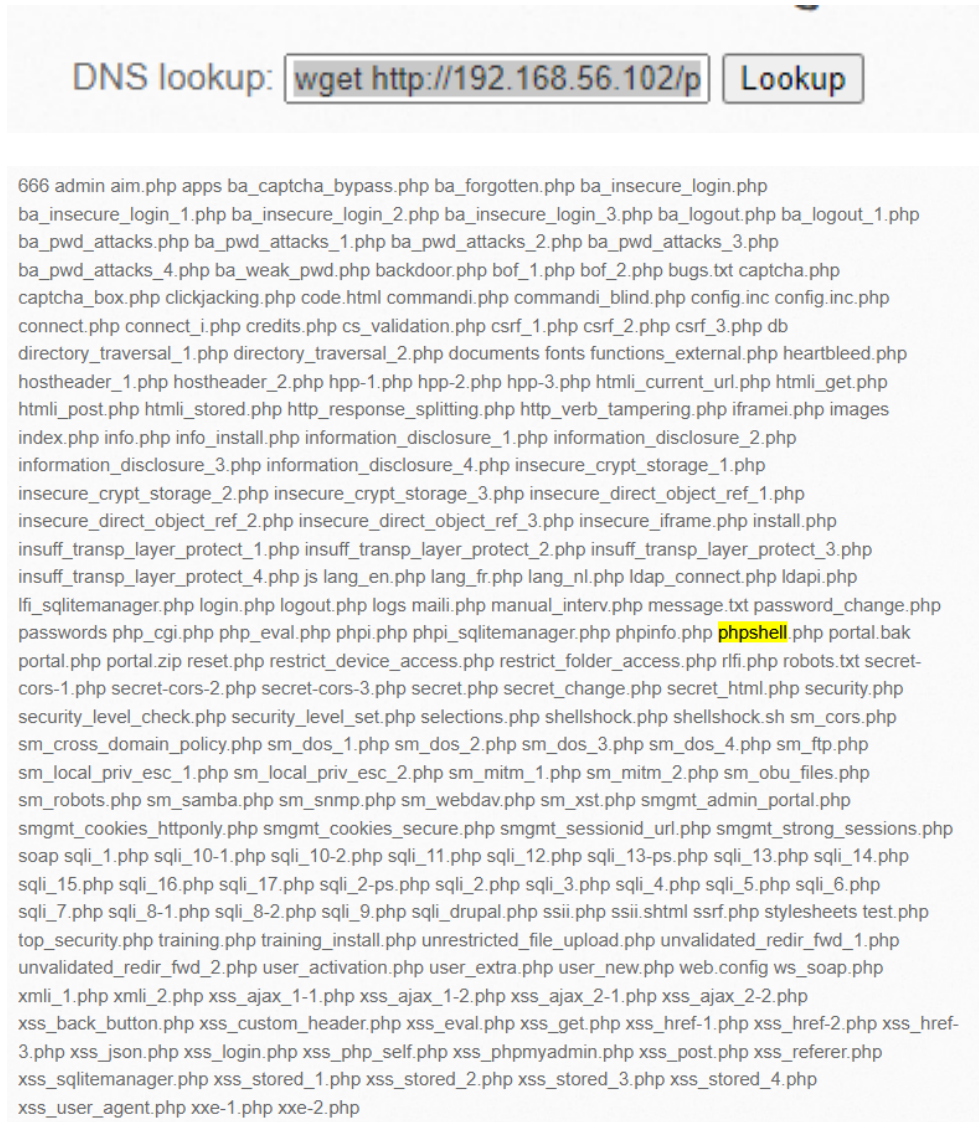 DNS lookup: wget http://192.168.56.102/p Lookup
666 admin aim.php apps ba_captcha_bypass.php ba_forgotten.php ba_insecure_login.php
ba_insecure_login_1.php ba_insecure_login_2.php ba_insecure_login_3.php ba_logout.php ba_logout_1.php
ba_pwd_attacks.php ba_pwd_attacks_1.php ba_pwd_attacks_2.php ba_pwd_attacks_3.php
ba_pwd_attacks_4.php ba_weak_pwd.php backdoor.php bof_1.php bof_2.php bugs.txt captcha.php
captcha_box.php clickjacking.php code.html commandi.php commandi_blind.php config.inc config.inc.php
connect.php connect_i.php credits.php cs_validation.php csrf_1.php csrf_2.php csrf_3.php db
directory_traversal_1.php directory_traversal_2.php documents fonts functions_external.php heartbleed.php
hostheader_1.php hostheader_2.php hpp-1.php hpp-2.php hpp-3.php htmli_current_url.php htmli_get.php
htmli_post.php htmli_stored.php http_response_splitting.php http_verb_tampering.php iframei.php images
index.php info.php info_install.php information_disclosure_1.php information_disclosure_2.php
information_disclosure_3.php information_disclosure_4.php insecure_crypt_storage_1.php
insecure_crypt_storage_2.php insecure_crypt_storage_3.php insecure_direct_object_ref_1.php
insecure_direct_object_ref_2.php insecure_direct_object_ref_3.php insecure_iframe.php install.php
insuff_transp_layer_protect_1.php insuff_transp_layer_protect_2.php insuff_transp_layer_protect_3.php
insuff_transp_layer_protect_4.php js lang_en.php lang_fr.php lang_nl.php ldap_connect.php ldapi.php
lfi_sqlitemanager.php login.php logout.php logs maili.php manual_interv.php message.txt password_change.php
passwords php_cgi.php php_eval.php phpi.php phpi_sqlitemanager.php phpinfo.php phpshell.php portal.bak
portal.php portal.zip reset.php restrict_device_access.php restrict_folder_access.php rlfi.php robots.txt secret-
cors-1.php secret-cors-2.php secret-cors-3.php secret.php secret_change.php secret_html.php security.php
security_level_check.php security_level_set.php selections.php shellshock.php shellshock.sh sm_cors.php
sm_cross_domain_policy.php sm_dos_1.php sm_dos_2.php sm_dos_3.php sm_dos_4.php sm_ftp.php
sm_local_priv_esc_1.php sm_local_priv_esc_2.php sm_mitm_1.php sm_mitm_2.php sm_obu_files.php
sm_robots.php sm_samba.php sm_snmp.php sm_webdav.php sm_xst.php smgmt_admin_portal.php
smgmt_cookies_httponly.php smgmt_cookies_secure.php smgmt_sessionid_url.php smgmt_strong_sessions.php
soap sqli_1.php sqli_10-1.php sqli_10-2.php sqli_11.php sqli_12.php sqli_13-ps.php sqli_13.php sqli_14.php
sqli_15.php sqli_16.php sqli_17.php sqli_2-ps.php sqli_2.php sqli_3.php sqli_4.php sqli_5.php sqli_6.php
sqli_7.php sqli_8-1.php sqli_8-2.php sqli_9.php sqli_drupal.php ssii.php ssii.shtml ssrf.php stylesheets test.php
top_security.php training.php training_install.php unrestricted_file_upload.php unvalidated_redir_fwd_1.php
unvalidated_redir_fwd_2.php user_activation.php user_extra.php user_new.php web.config ws_soap.php
xmli_1.php xmli_2.php xss_ajax_1-1.php xss_ajax_1-2.php xss_ajax_2-1.php xss_ajax_2-2.php
xss_back_button.php xss_custom_header.php xss_eval.php xss_get.php xss_href-1.php xss_href-2.php xss_href-
3.php xss_json.php xss_login.php xss_php_self.php xss_phpmyadmin.php xss_post.php xss_referer.php
xss_sqlitemanager.php xss_stored_1.php xss_stored_2.php xss_stored_3.php xss_stored_4.php
xss_user_agent.php xxe-1.php xxe-2.php